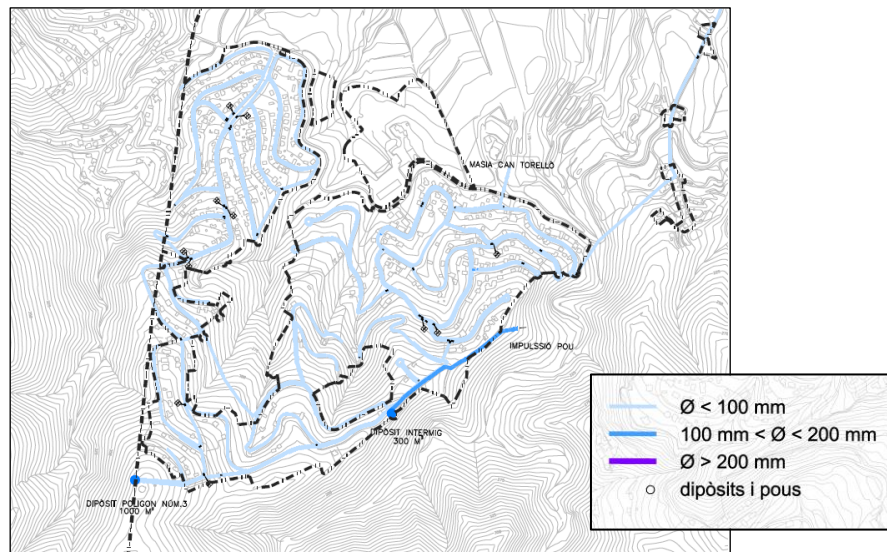 MASIA CAN TORELLÓ
IMPULSSIÓ POU
DIPÒSIT INTERMIG
300 M³
DIPÒSIT POLIGON NÚM.3
1000 M³
Ø < 100 mm
100 mm < Ø < 200 mm
Ø > 200 mm
dipòsits i pous